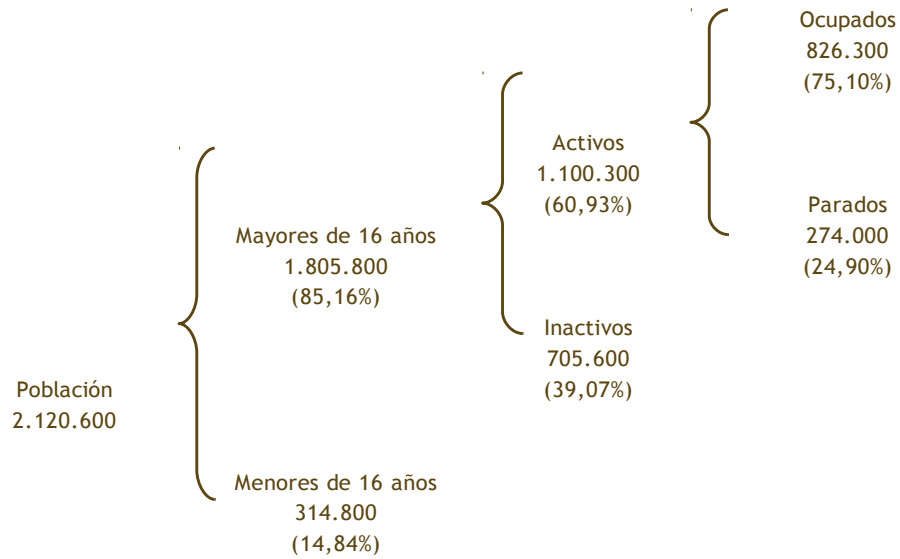 Población
2.120.600
Mayores de 16 años
1.805.800
(85,16%)
Menores de 16 años
314.800
(14,84%)
Activos
1.100.300
(60,93%)
Inactivos
705.600
(39,07%)
Ocupados
826.300
(75,10%)
Parados
274.000
(24,90%)